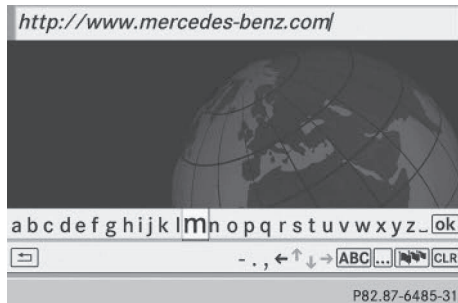 http://www.mercedes-benz.com
a b c d e f g h i j k l m n o p q r s t u v w x y z _ ok
- . , ← ↑ ↓ → ABC ... CLR
P82.87-6485-31